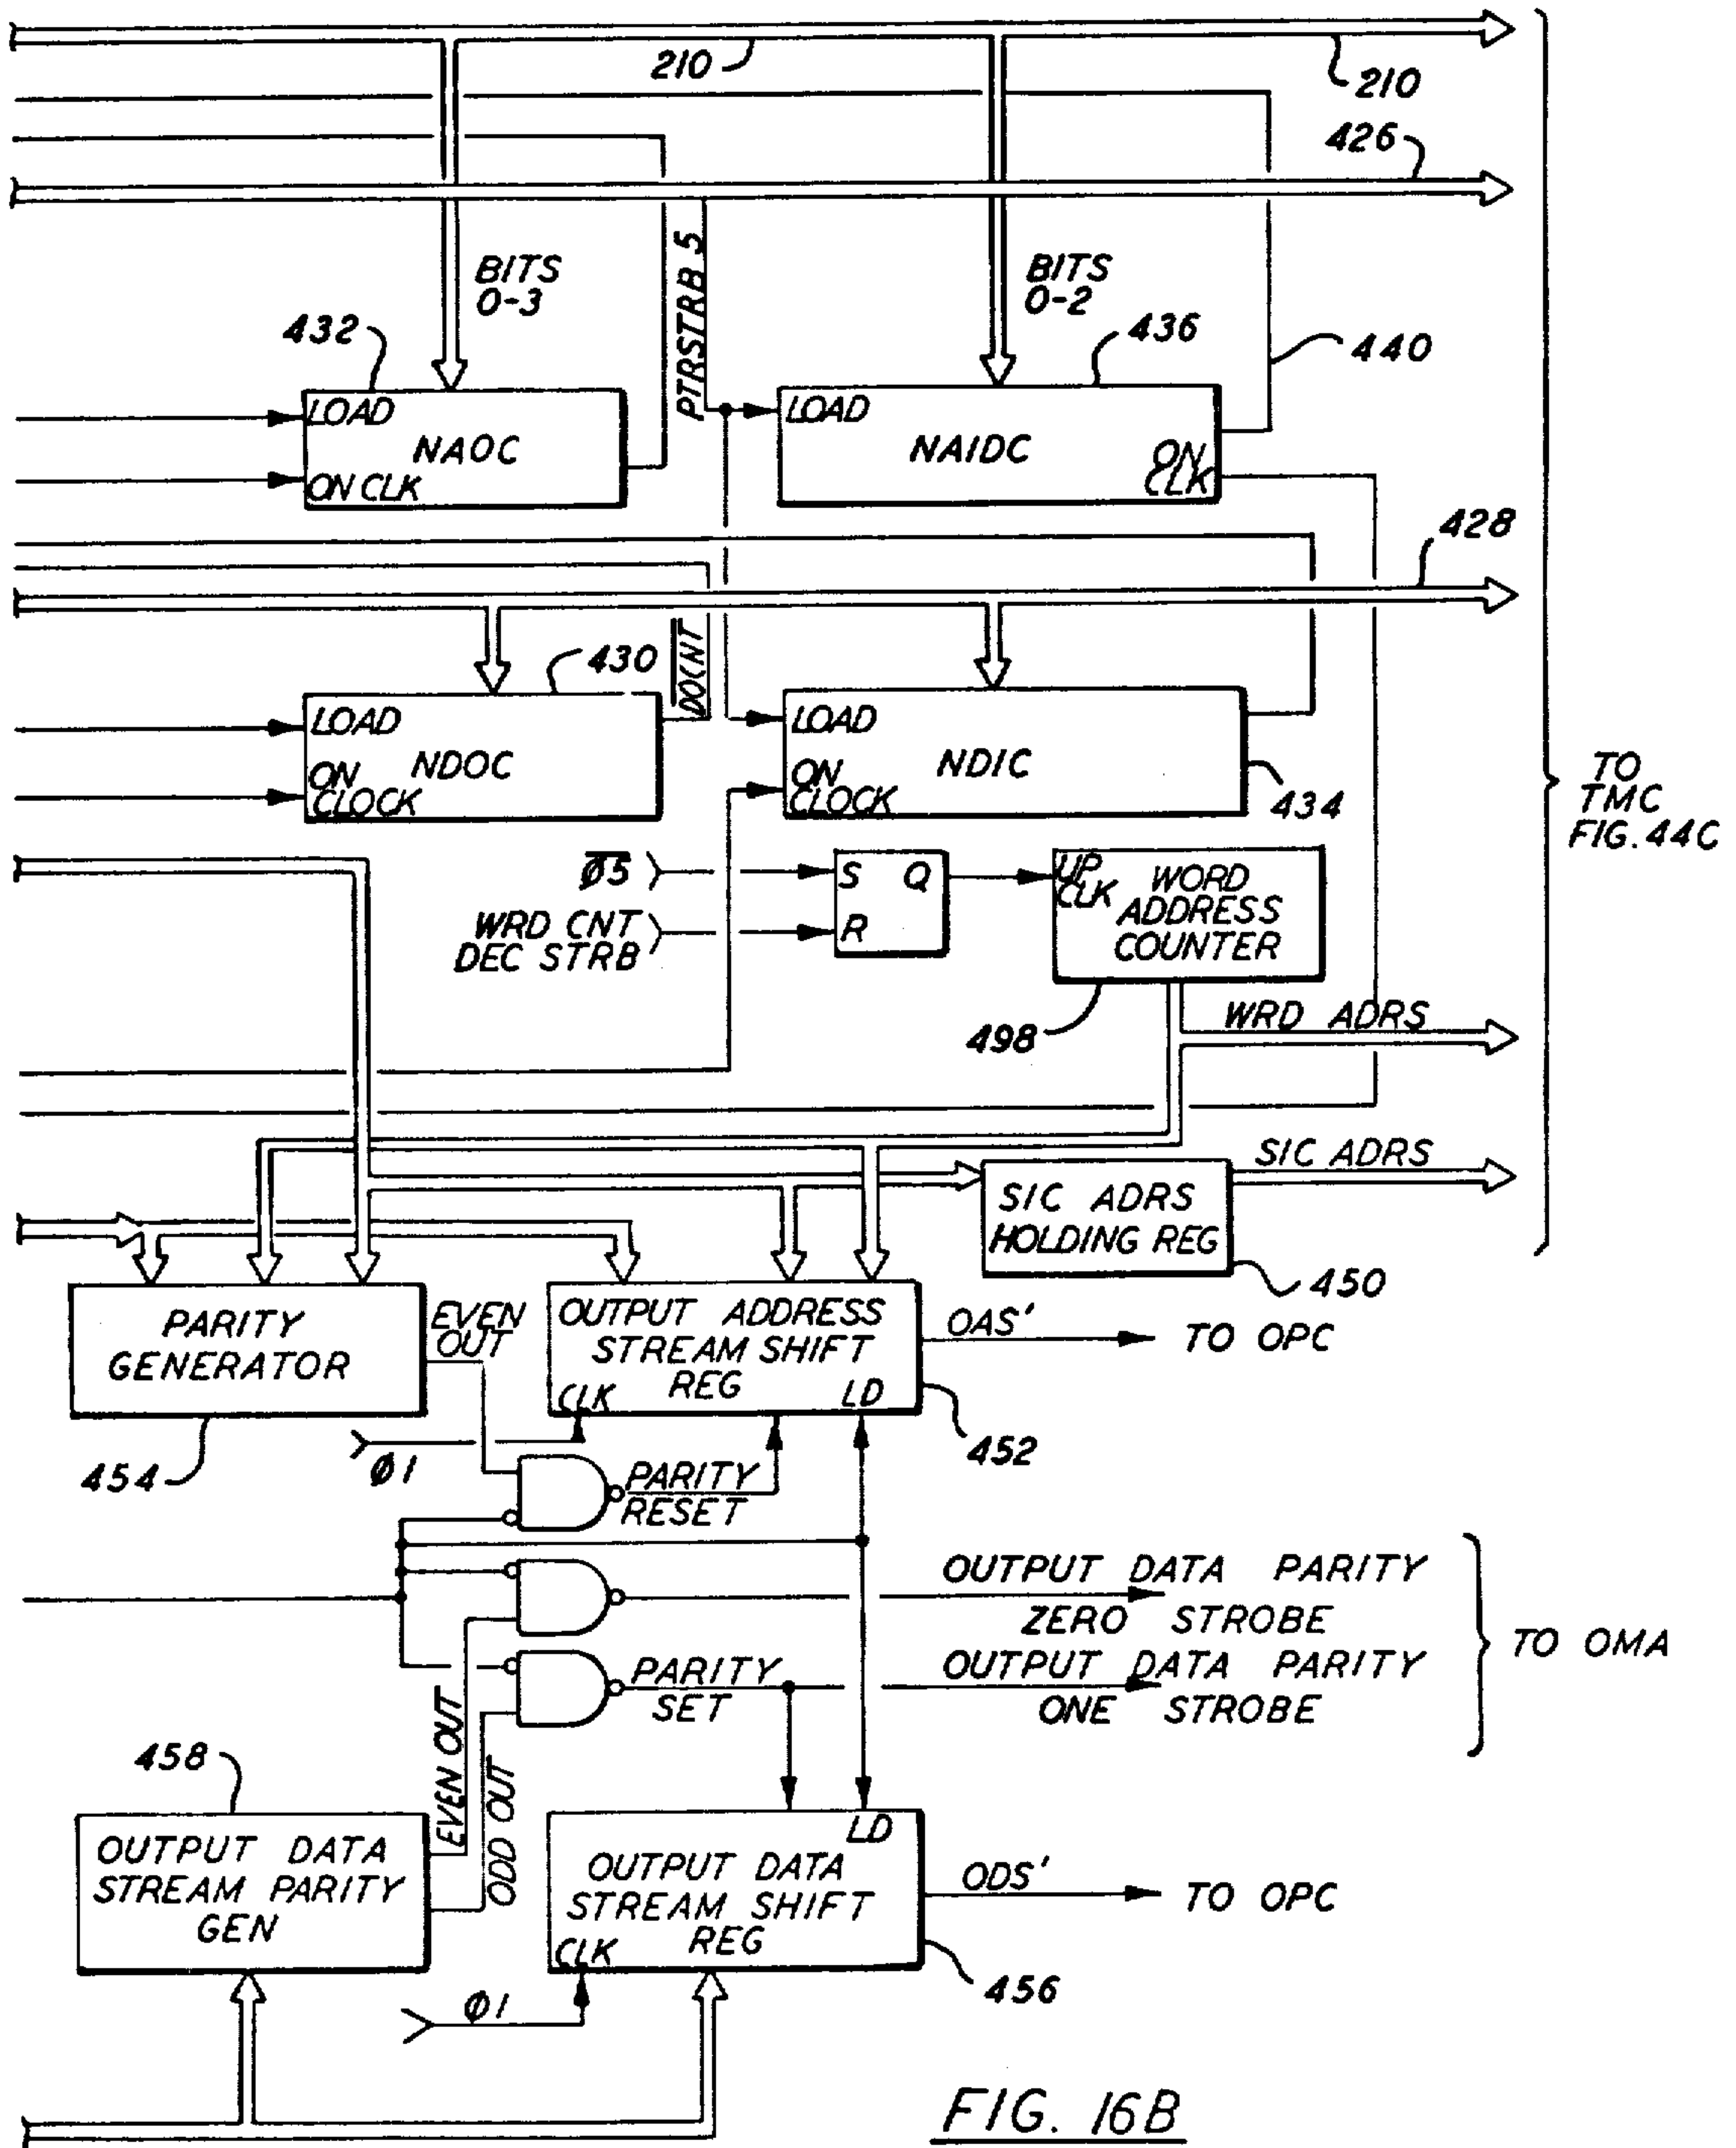 210
210
426
BITS
0-3
PTRSTRB 5
BITS
0-2
432
436
440
LOAD
NAOC
ON CLK
LOAD
NAIDC
ON
CLK
428
430
DOCNT
LOAD
NDOC
ON
CLOCK
LOAD
NDIC
ON
CLOCK
434
TO
TMC
FIG. 44C
Ø5
S Q
R
WRD CNT
DEC STRB
UP
CLK
WORD
ADDRESS
COUNTER
498
WRD ADRS
SIC ADRS
SIC ADRS
HOLDING REG
450
PARITY
GENERATOR
EVEN
OUT
454
OUTPUT ADDRESS
STREAM SHIFT
REG
CLK
LD
OAS'
TO OPC
452
Ø1
PARITY
RESET
OUTPUT DATA PARITY
ZERO STROBE
OUTPUT DATA PARITY
ONE STROBE
TO OMA
PARITY
SET
EVEN OUT
ODD OUT
458
OUTPUT DATA
STREAM PARITY
GEN
LD
OUTPUT DATA
STREAM SHIFT
REG
CLK
ODS'
TO OPC
456
Ø1
FIG. 16B